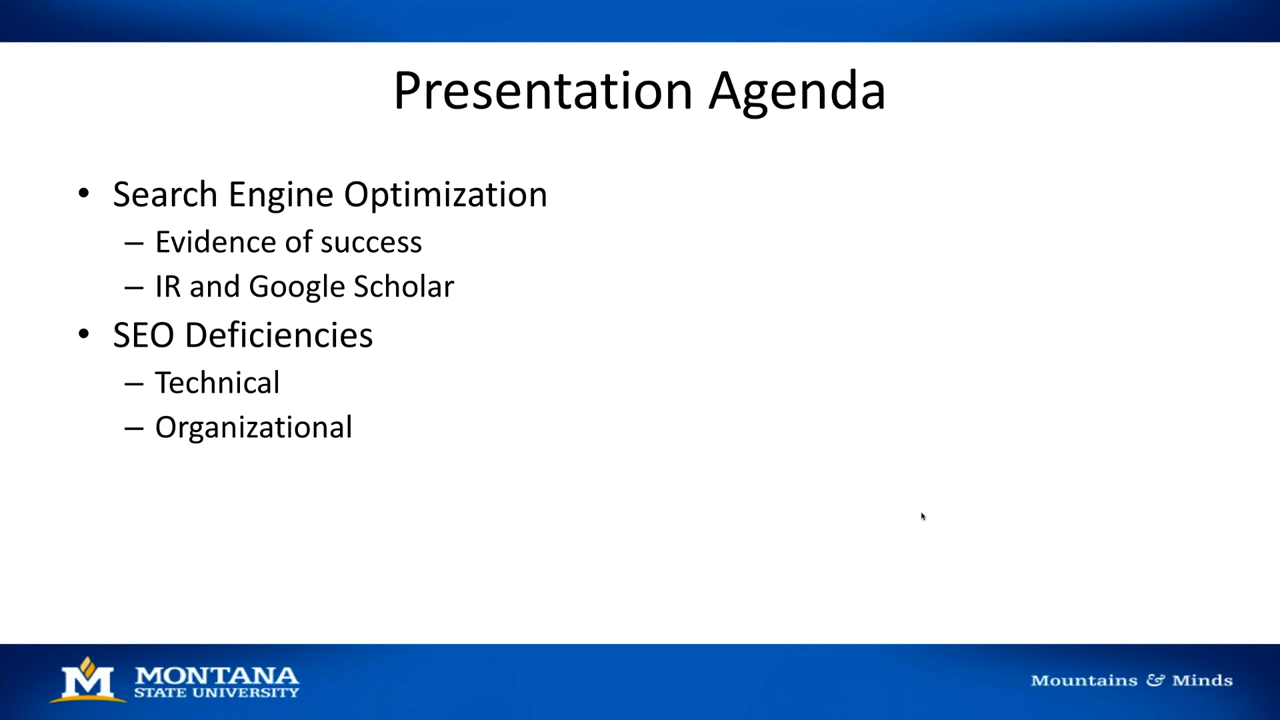 Presentation Agenda
• Search Engine Optimization
– Evidence of success
– IR and Google Scholar
• SEO Deficiencies
– Technical
– Organizational
M MONTANA
STATE UNIVERSITY
Mountains & Minds